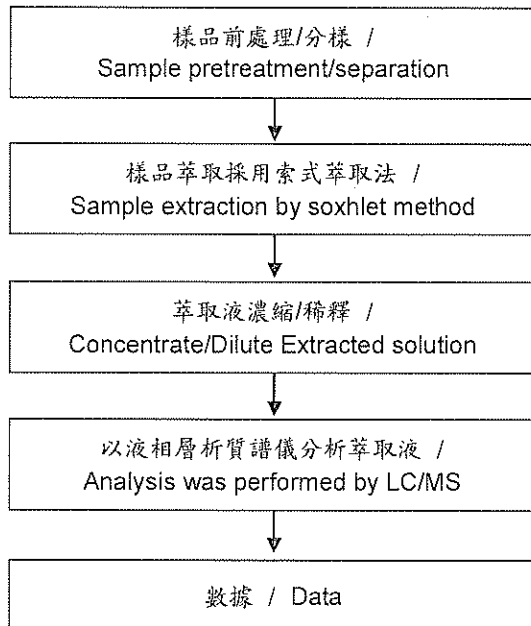 樣品前處理/分樣 /
Sample pretreatment/separation
樣品萃取採用索式萃取法 /
Sample extraction by soxhlet method
萃取液濃縮/稀釋 /
Concentrate/Dilute Extracted solution
以液相層析質譜儀分析萃取液 /
Analysis was performed by LC/MS
數據 / Data